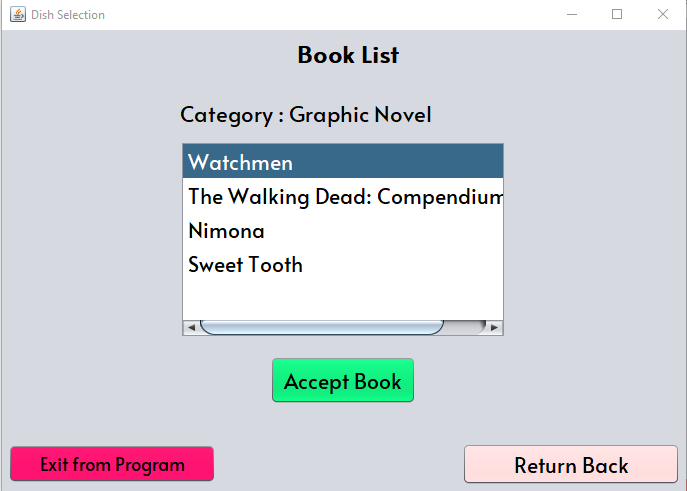 Dish Selection
Book List
Category : Graphic Novel
Watchmen
The Walking Dead: Compendium
Nimona
Sweet Tooth
Accept Book
Exit from Program
Return Back